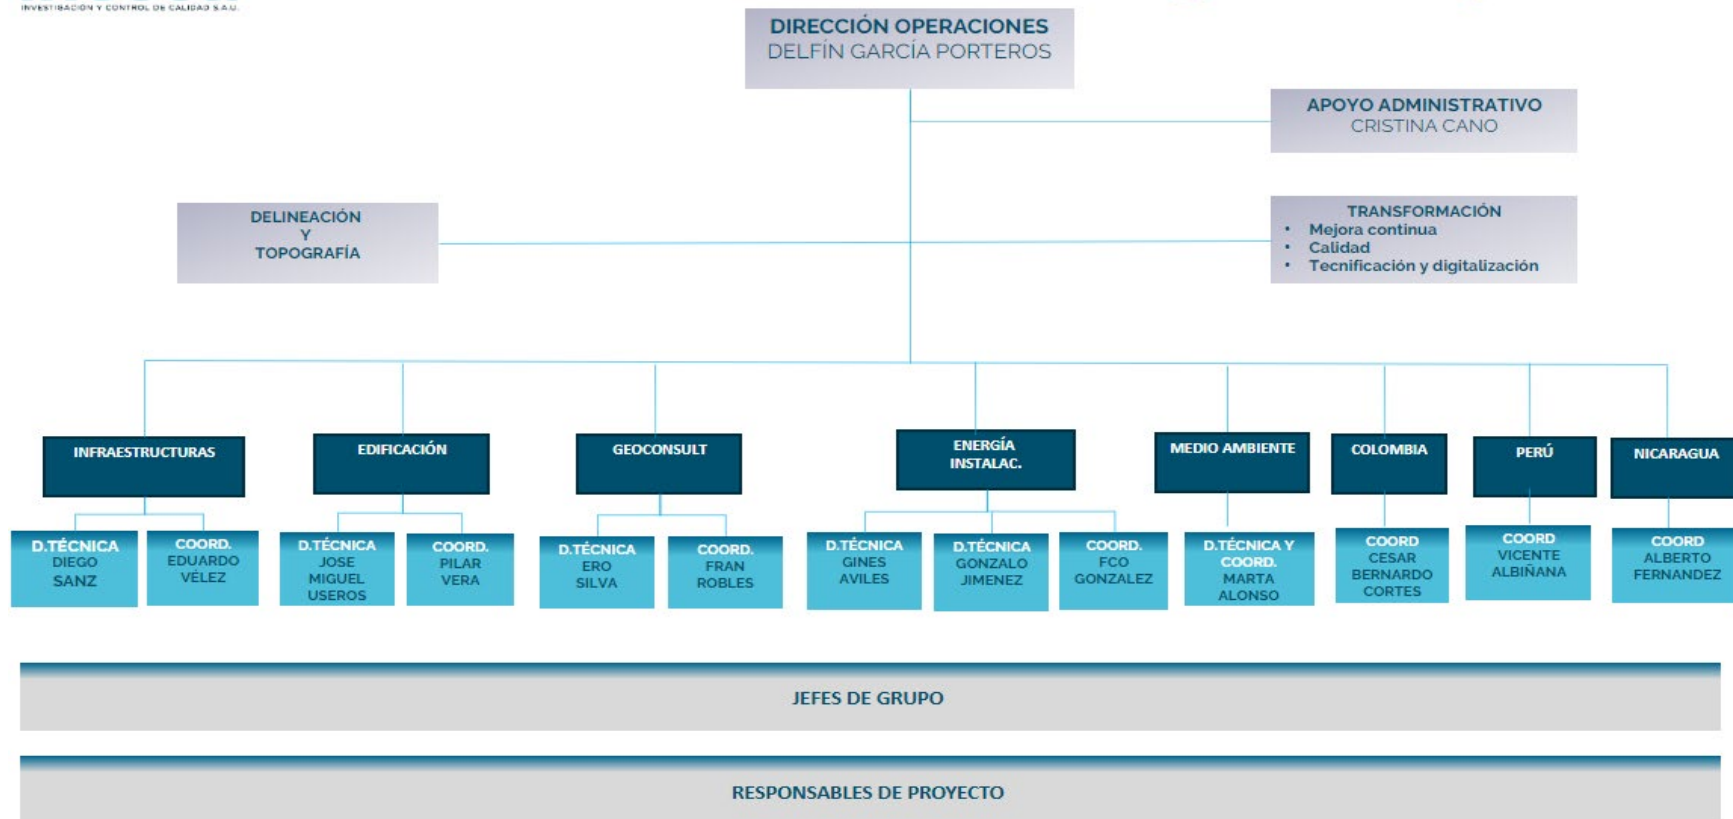 INVESTIGACIÓN Y CONTROL DE CALIDAD S.A.U.
DIRECCIÓN OPERACIONES
DELFÍN GARCÍA PORTEROS
APOYO ADMINISTRATIVO
CRISTINA CANO
DELINEACIÓN
Y
TOPOGRAFÍA
TRANSFORMACIÓN
• Mejora continua
• Calidad
• Tecnificación y digitalización
INFRAESTRUCTURAS
EDIFICACIÓN
GEOCONSULT
ENERGÍA
INSTALAC.
MEDIO AMBIENTE
COLOMBIA
PERÚ
NICARAGUA
D.TÉCNICA
DIEGO
SANZ
COORD.
EDUARDO
VÉLEZ
D.TÉCNICA
JOSE
MIGUEL
USEROS
COORD.
PILAR
VERA
D.TÉCNICA
ERO
SILVA
COORD.
FRAN
ROBLES
D.TÉCNICA
GINES
AVILES
D.TÉCNICA
GONZALO
JIMENEZ
COORD.
FCO
GONZALEZ
D.TÉCNICA Y
COORD.
MARTA
ALONSO
COORD
CESAR
BERNARDO
CORTES
COORD
VICENTE
ALBIÑANA
COORD
ALBERTO
FERNANDEZ
JEFES DE GRUPO
RESPONSABLES DE PROYECTO